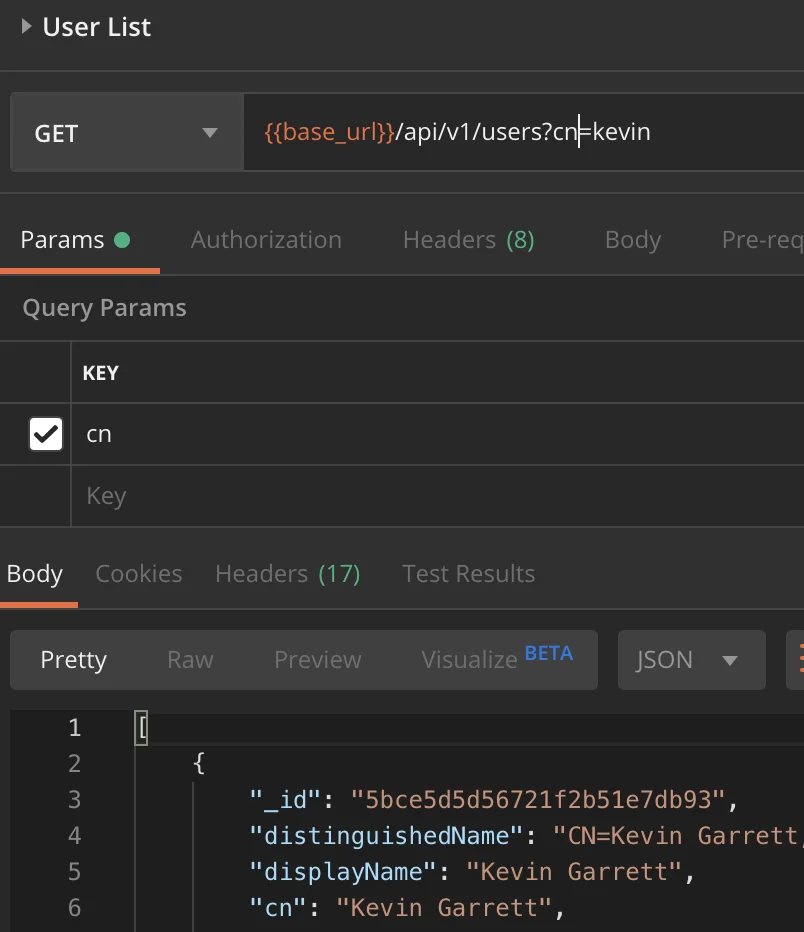 User List
GET {{base_url}}/api/v1/users?cn=kevin
Params Authorization Headers (8) Body Pre-req
Query Params
KEY
cn
Key
Body Cookies Headers (17) Test Results
Pretty Raw Preview Visualize BETA JSON
1 [
2 {
3 "_id": "5bce5d5d56721f2b51e7db93",
4 "distinguishedName": "CN=Kevin Garrett,
5 "displayName": "Kevin Garrett",
6 "cn": "Kevin Garrett",